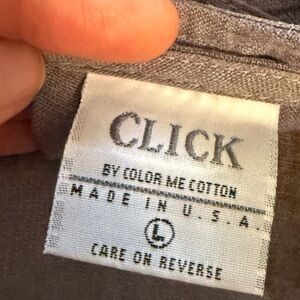 CLICK
BY COLOR ME COTTON
MADE IN U.S.A.
L
CARE ON REVERSE